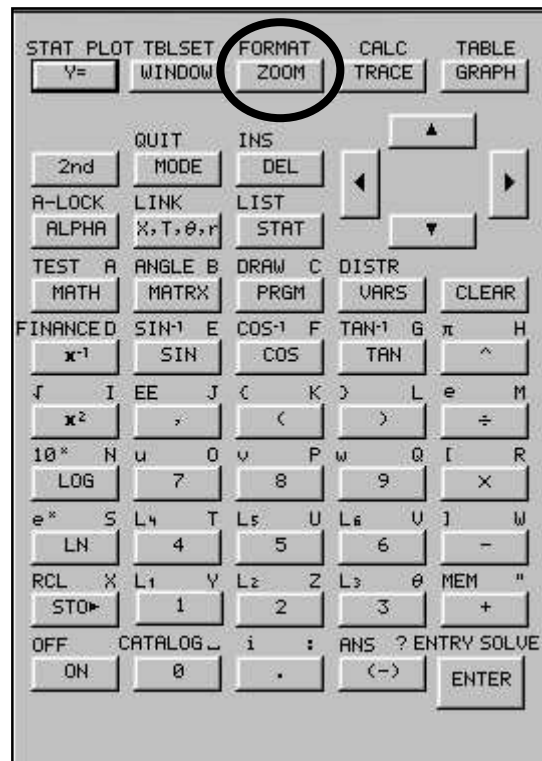 STAT PLOT TBLSET FORMAT CALC TABLE
Y= WINDOW ZOOM TRACE GRAPH
QUIT INS
2nd MODE DEL
A-LOCK LINK LIST
ALPHA X,T,θ,r STAT
TEST A ANGLE B DRAW C DISTR
MATH MATRX PRGM VARS CLEAR
FINANCE D SIN⁻¹ E COS⁻¹ F TAN⁻¹ G π H
x⁻¹ SIN COS TAN ^
√ I EE J { K } L e M
x² , ( ) ÷
10ˣ N u O v P w Q [ R
LOG 7 8 9 ×
eˣ S L4 T L5 U L6 V ] W
LN 4 5 6 −
RCL X L1 Y L2 Z L3 θ MEM "
STO► 1 2 3 +
OFF CATALOG ⎵ i : ANS ? ENTRY SOLVE
ON 0 . (-) ENTER